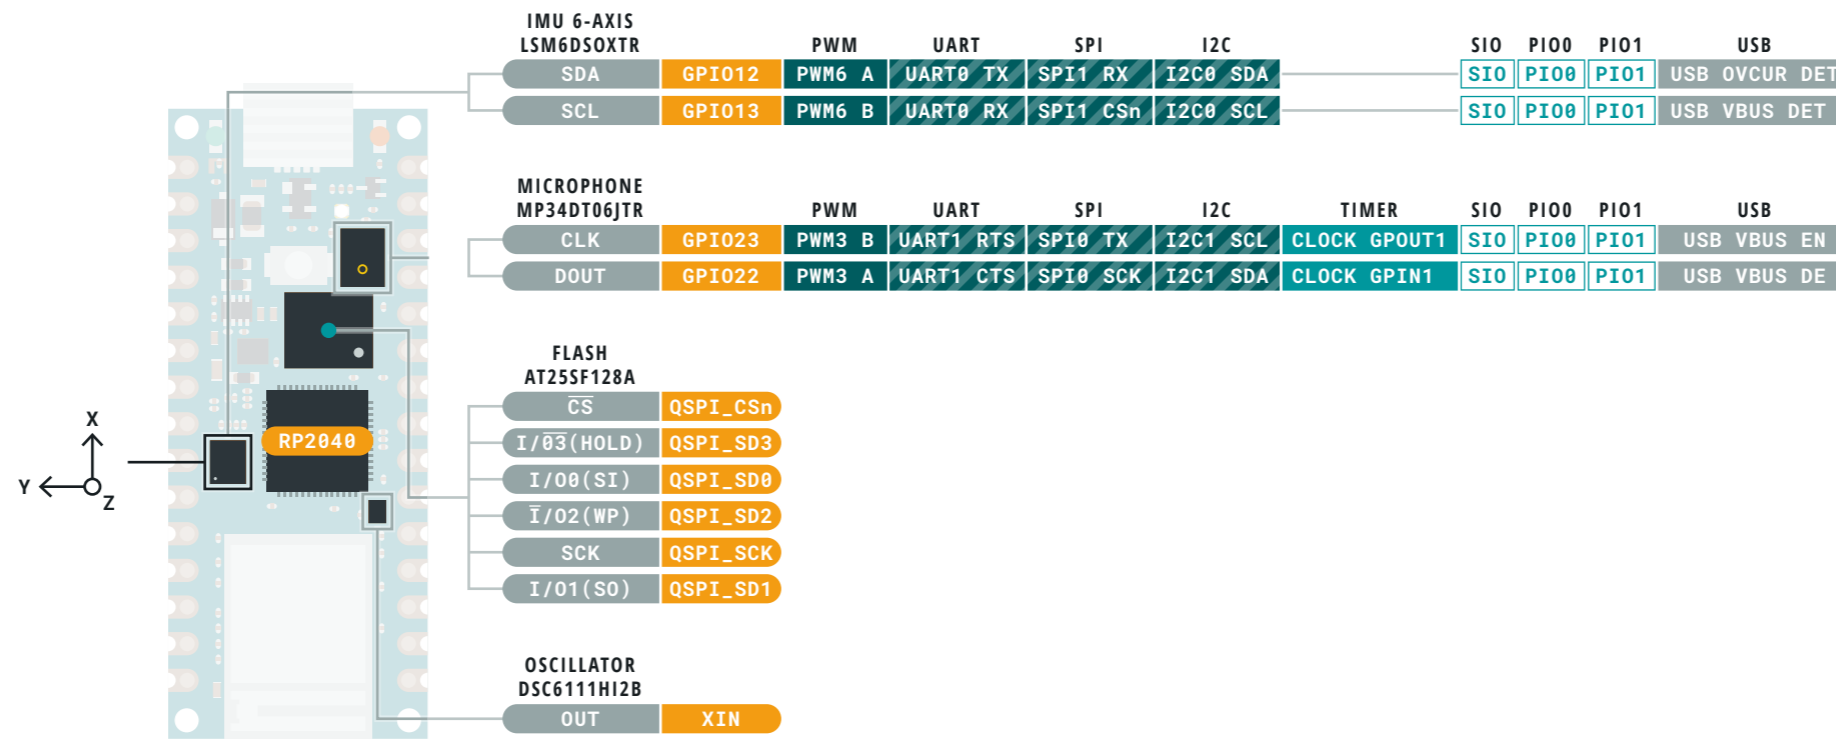 IMU 6-AXIS
LSM6DSOXTR PWM UART SPI I2C SIO PIO0 PIO1 USB
SDA GPIO12 PWM6 A UART0 TX SPI1 RX I2C0 SDA SIO PIO0 PIO1 USB OVCUR DET
SCL GPIO13 PWM6 B UART0 RX SPI1 CSn I2C0 SCL SIO PIO0 PIO1 USB VBUS DET
MICROPHONE
MP34DT06JTR PWM UART SPI I2C TIMER SIO PIO0 PIO1 USB
CLK GPIO23 PWM3 B UART1 RTS SPI0 TX I2C1 SCL CLOCK GPOUT1 SIO PIO0 PIO1 USB VBUS EN
DOUT GPIO22 PWM3 A UART1 CTS SPI0 SCK I2C1 SDA CLOCK GPIN1 SIO PIO0 PIO1 USB VBUS DE
FLASH
AT25SF128A
C̅S̅ QSPI_CSn
I/0̅3̅(HOLD) QSPI_SD3
I/O0(SI) QSPI_SD0
I̅/O2(WP) QSPI_SD2
SCK QSPI_SCK
I/O1(SO) QSPI_SD1
OSCILLATOR
DSC6111HI2B
OUT XIN
RP2040
X
Y
Z